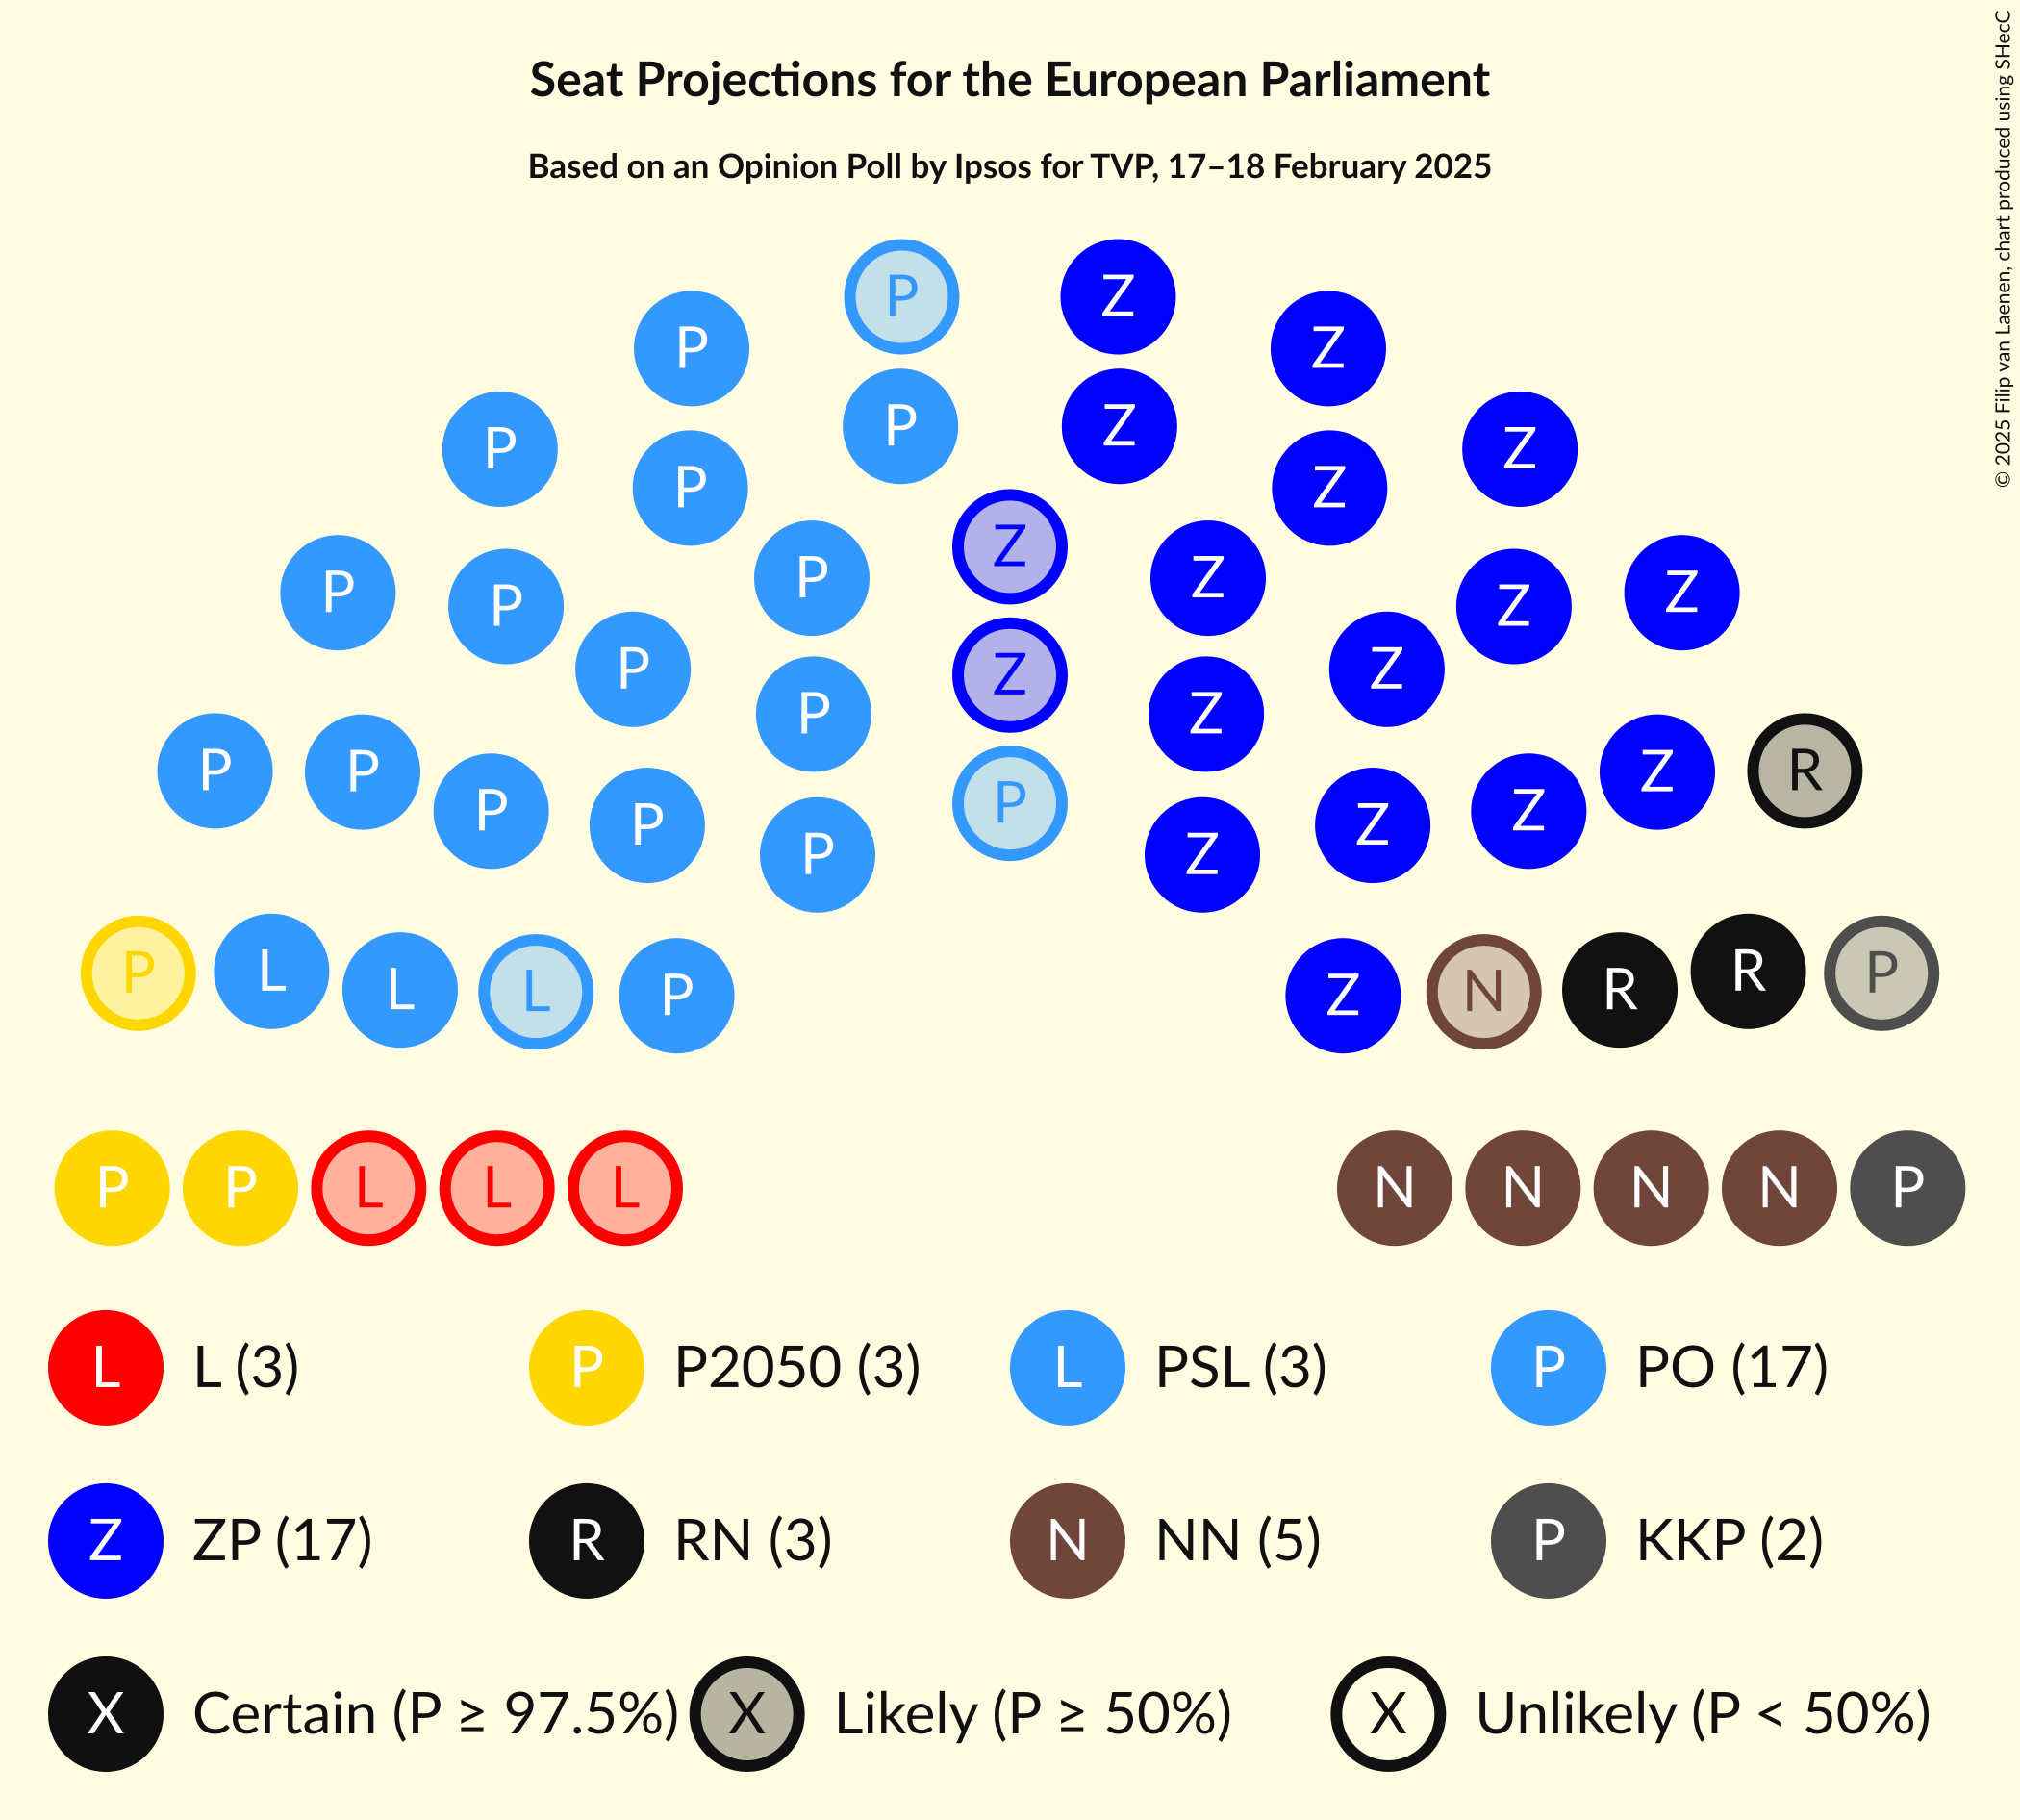 Seat Projections for the European Parliament
Based on an Opinion Poll by Ipsos for TVP, 17–18 February 2025
© 2025 Filip van Laenen, chart produced using SHecC
P Z
P Z
P P Z Z
P P Z Z
Z
P P Z Z
P P Z Z
P Z Z
P P Z
P P Z R
P P Z Z
P Z
P L R P
L P L Z N R
P P L L L N N N N P
L L (3) P P2050 (3) L PSL (3) P PO (17)
Z ZP (17) R RN (3) N NN (5) P KKP (2)
X Certain (P ≥ 97.5%) X Likely (P ≥ 50%) X Unlikely (P < 50%)